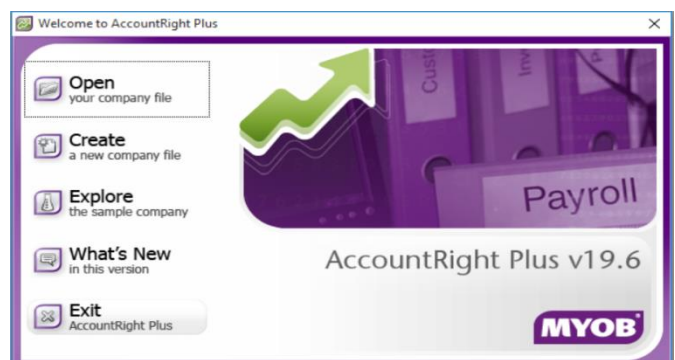 Welcome to AccountRight Plus
Open
your company file
Create
a new company file
Explore
the sample company
What's New
in this version
Exit
AccountRight Plus
Payroll
AccountRight Plus v19.6
MYOB